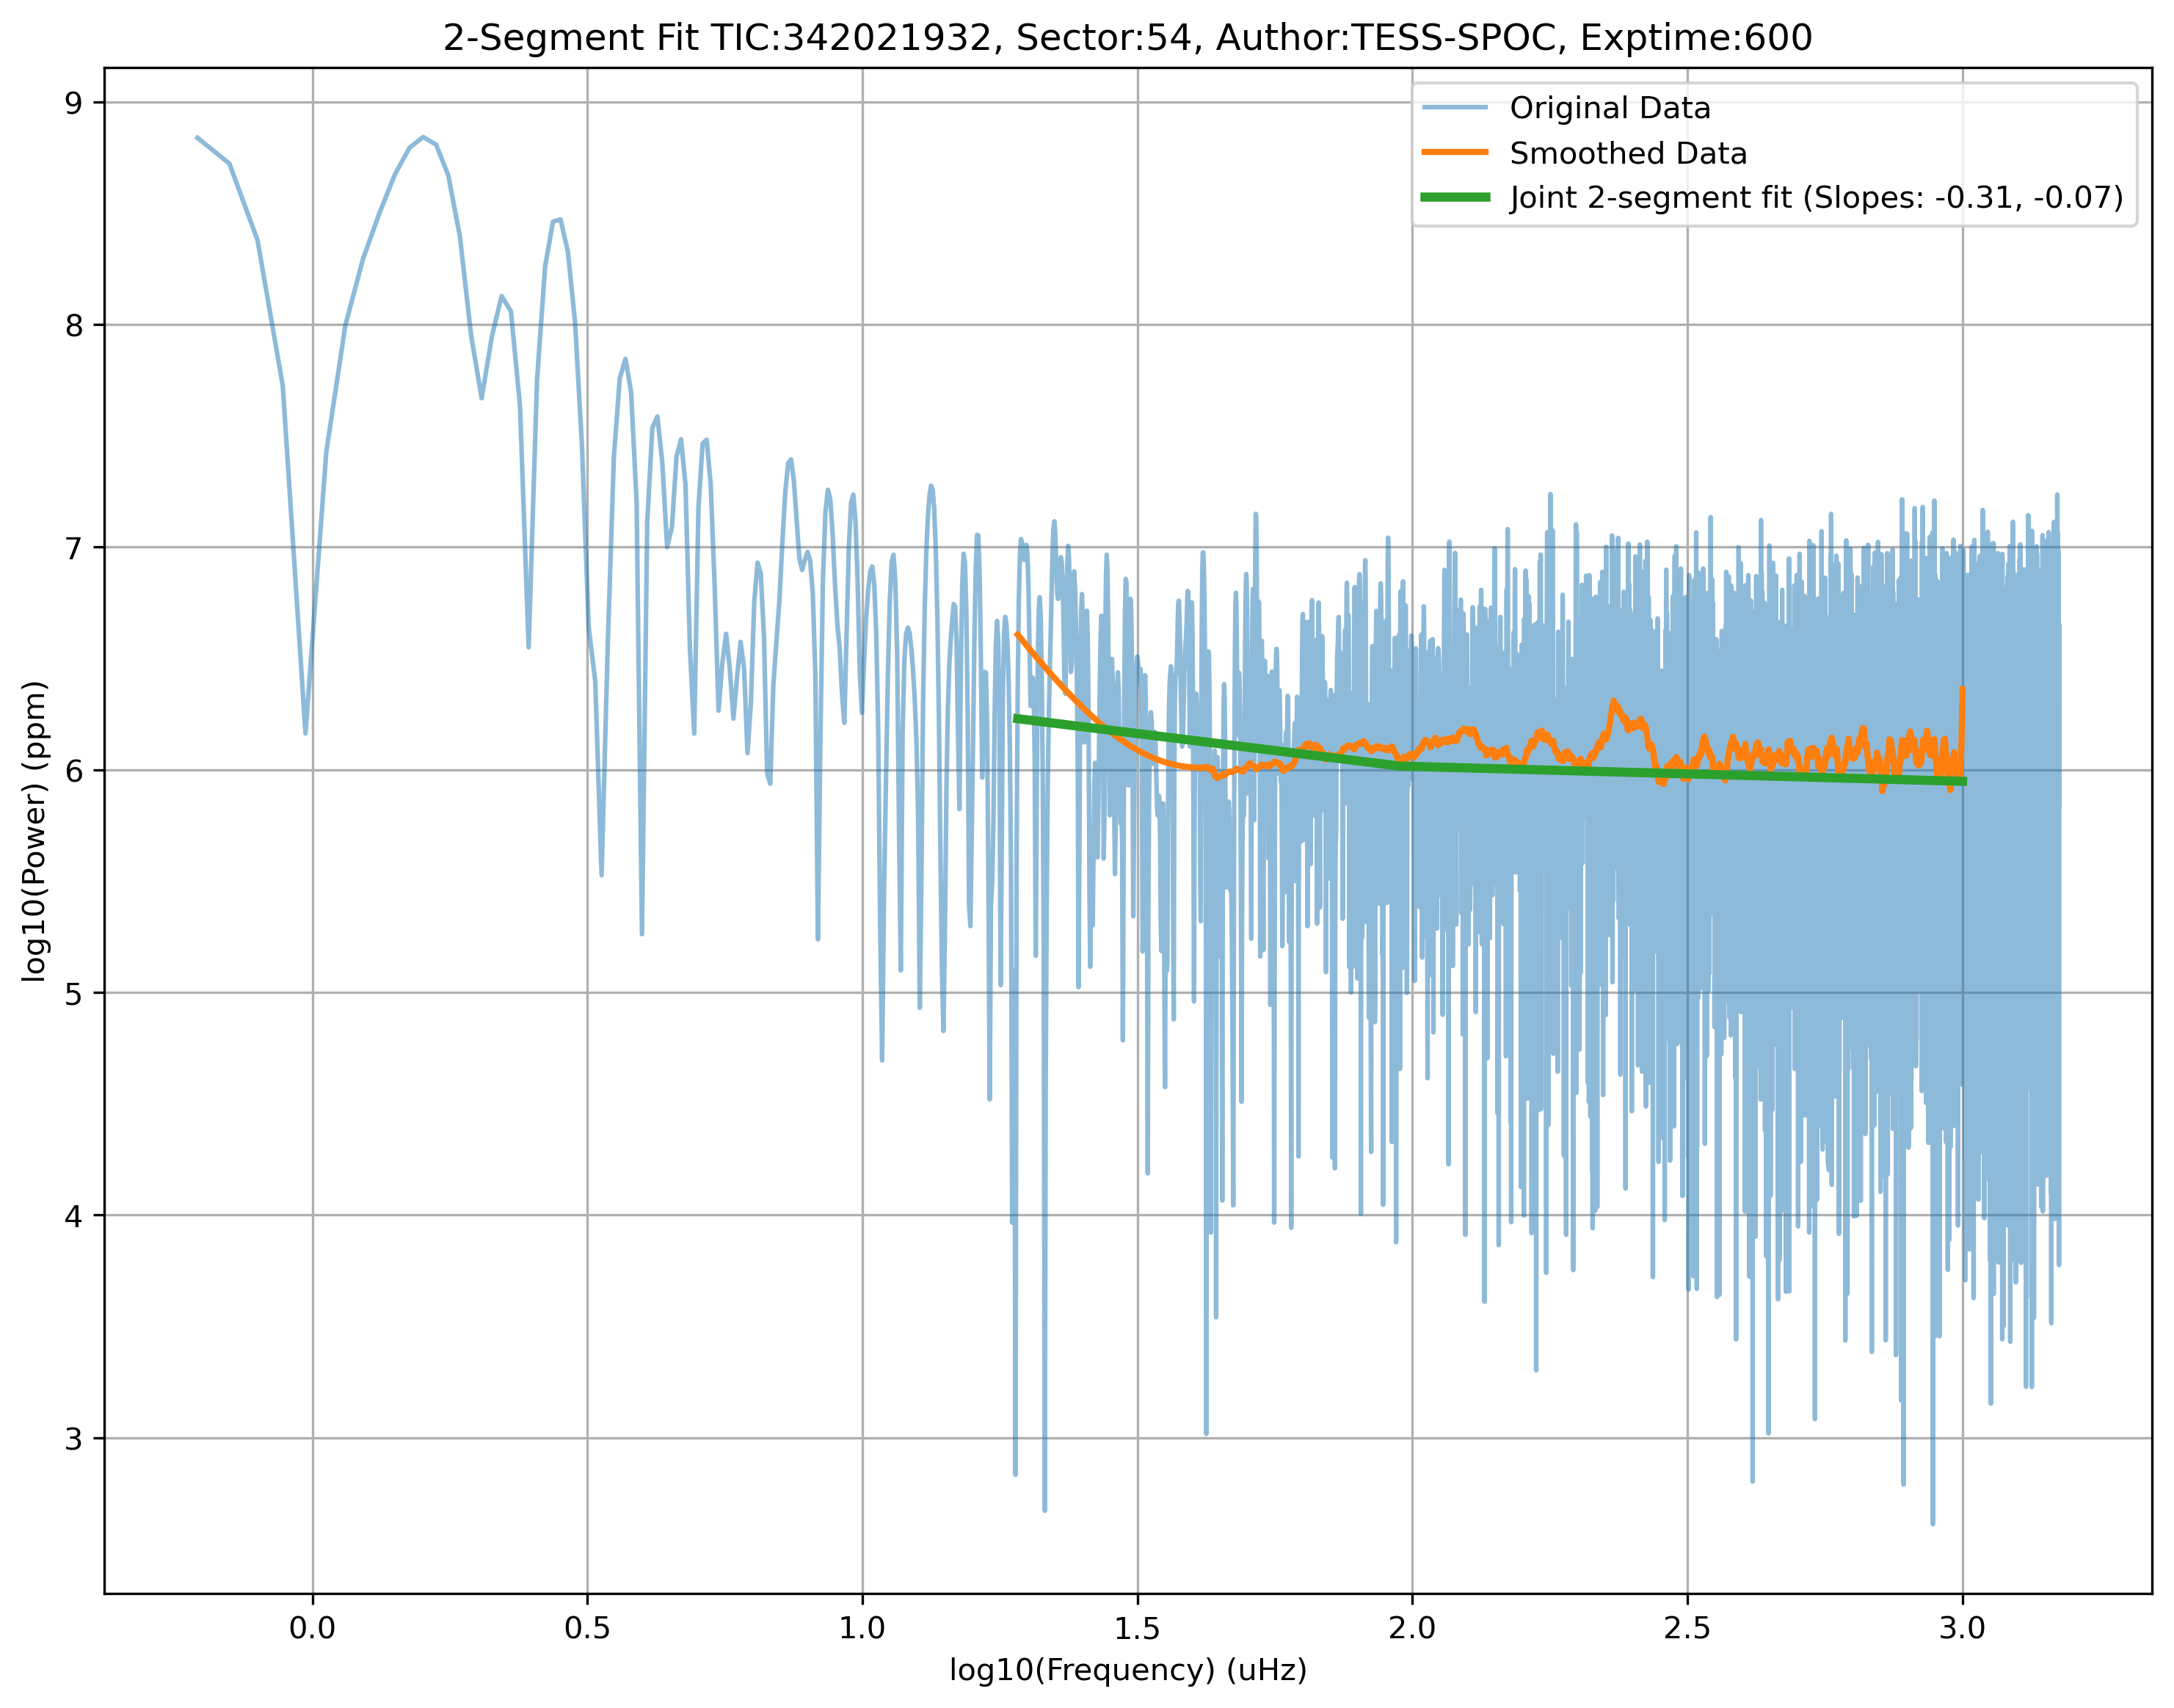 2-Segment Fit TIC:342021932, Sector:54, Author:TESS-SPOC, Exptime:600
Original Data
Smoothed Data
Joint 2-segment fit (Slopes: -0.31, -0.07)
log10(Power) (ppm)
9
8
7
6
5
4
3
0.0 0.5 1.0 1.5 2.0 2.5 3.0
log10(Frequency) (uHz)